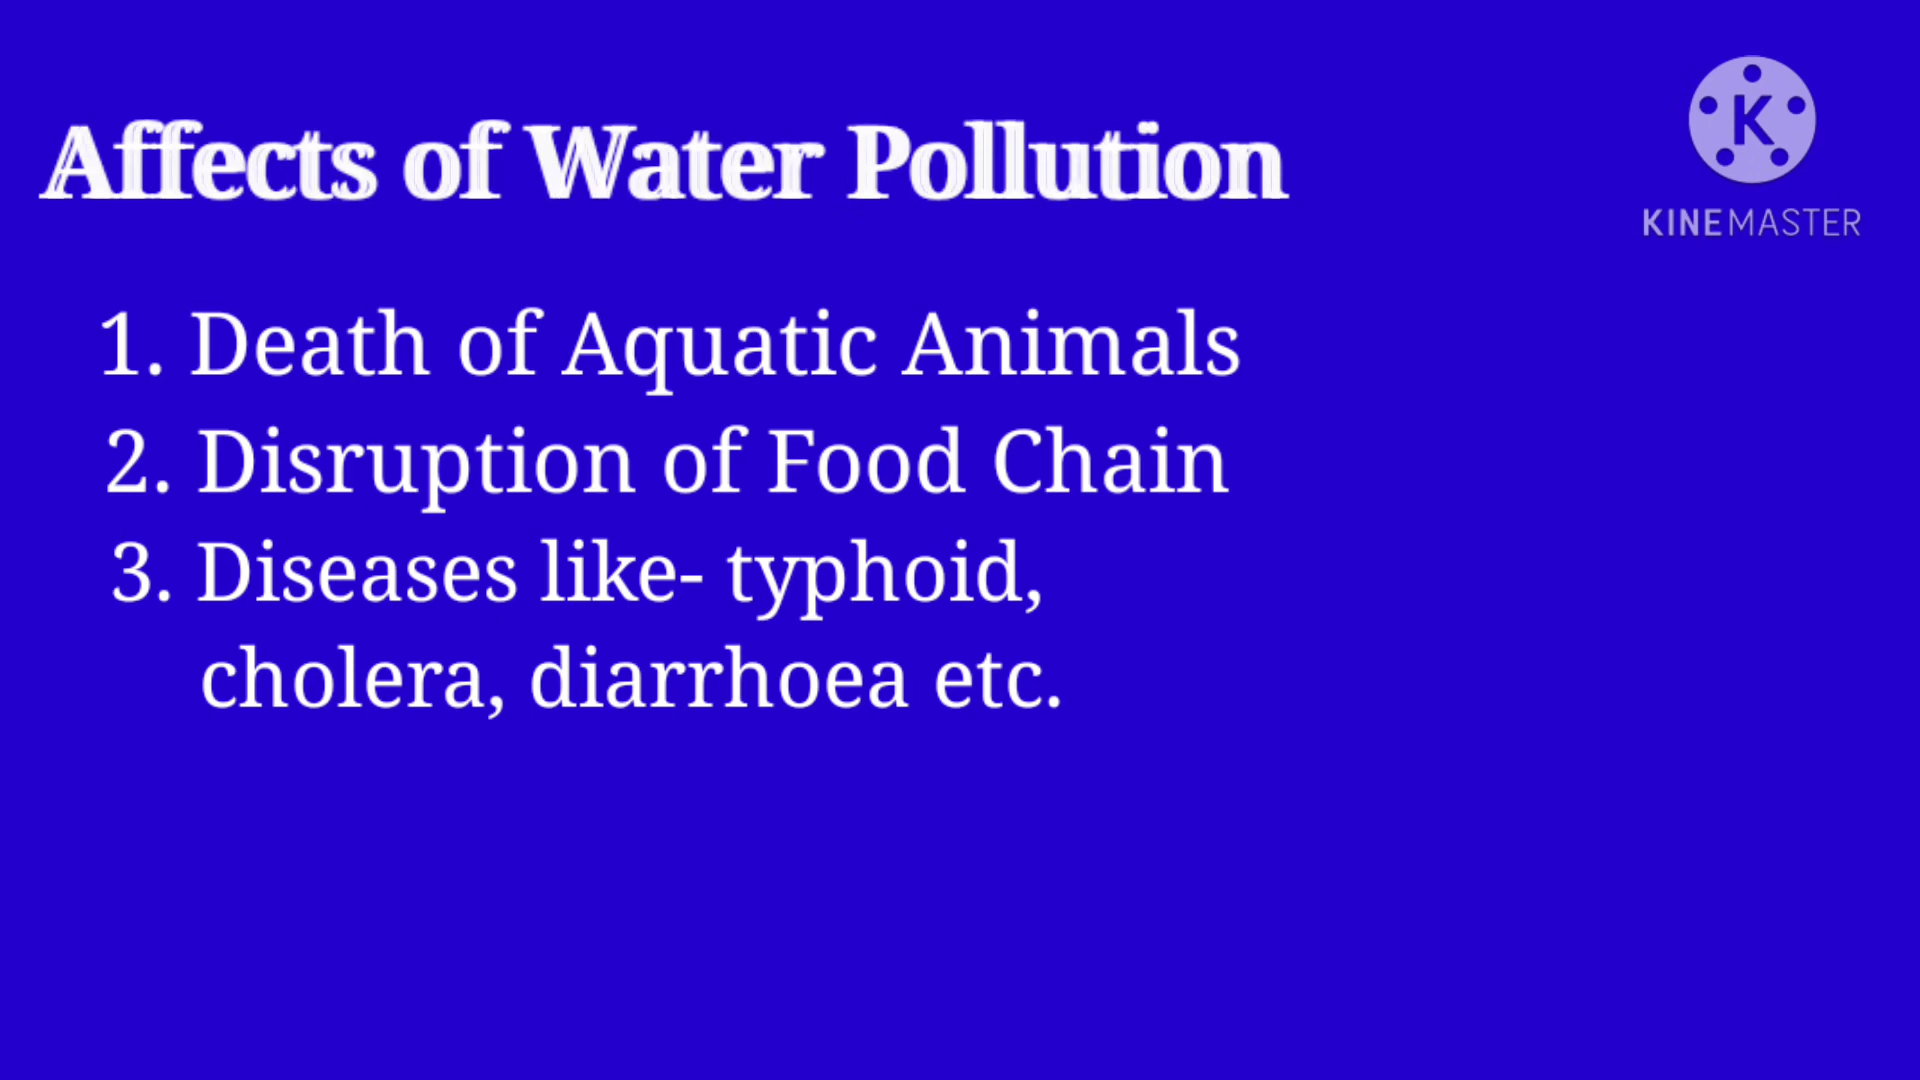 Affects of Water Pollution
K
KINEMASTER
1. Death of Aquatic Animals
2. Disruption of Food Chain
3. Diseases like- typhoid,
cholera, diarrhoea etc.